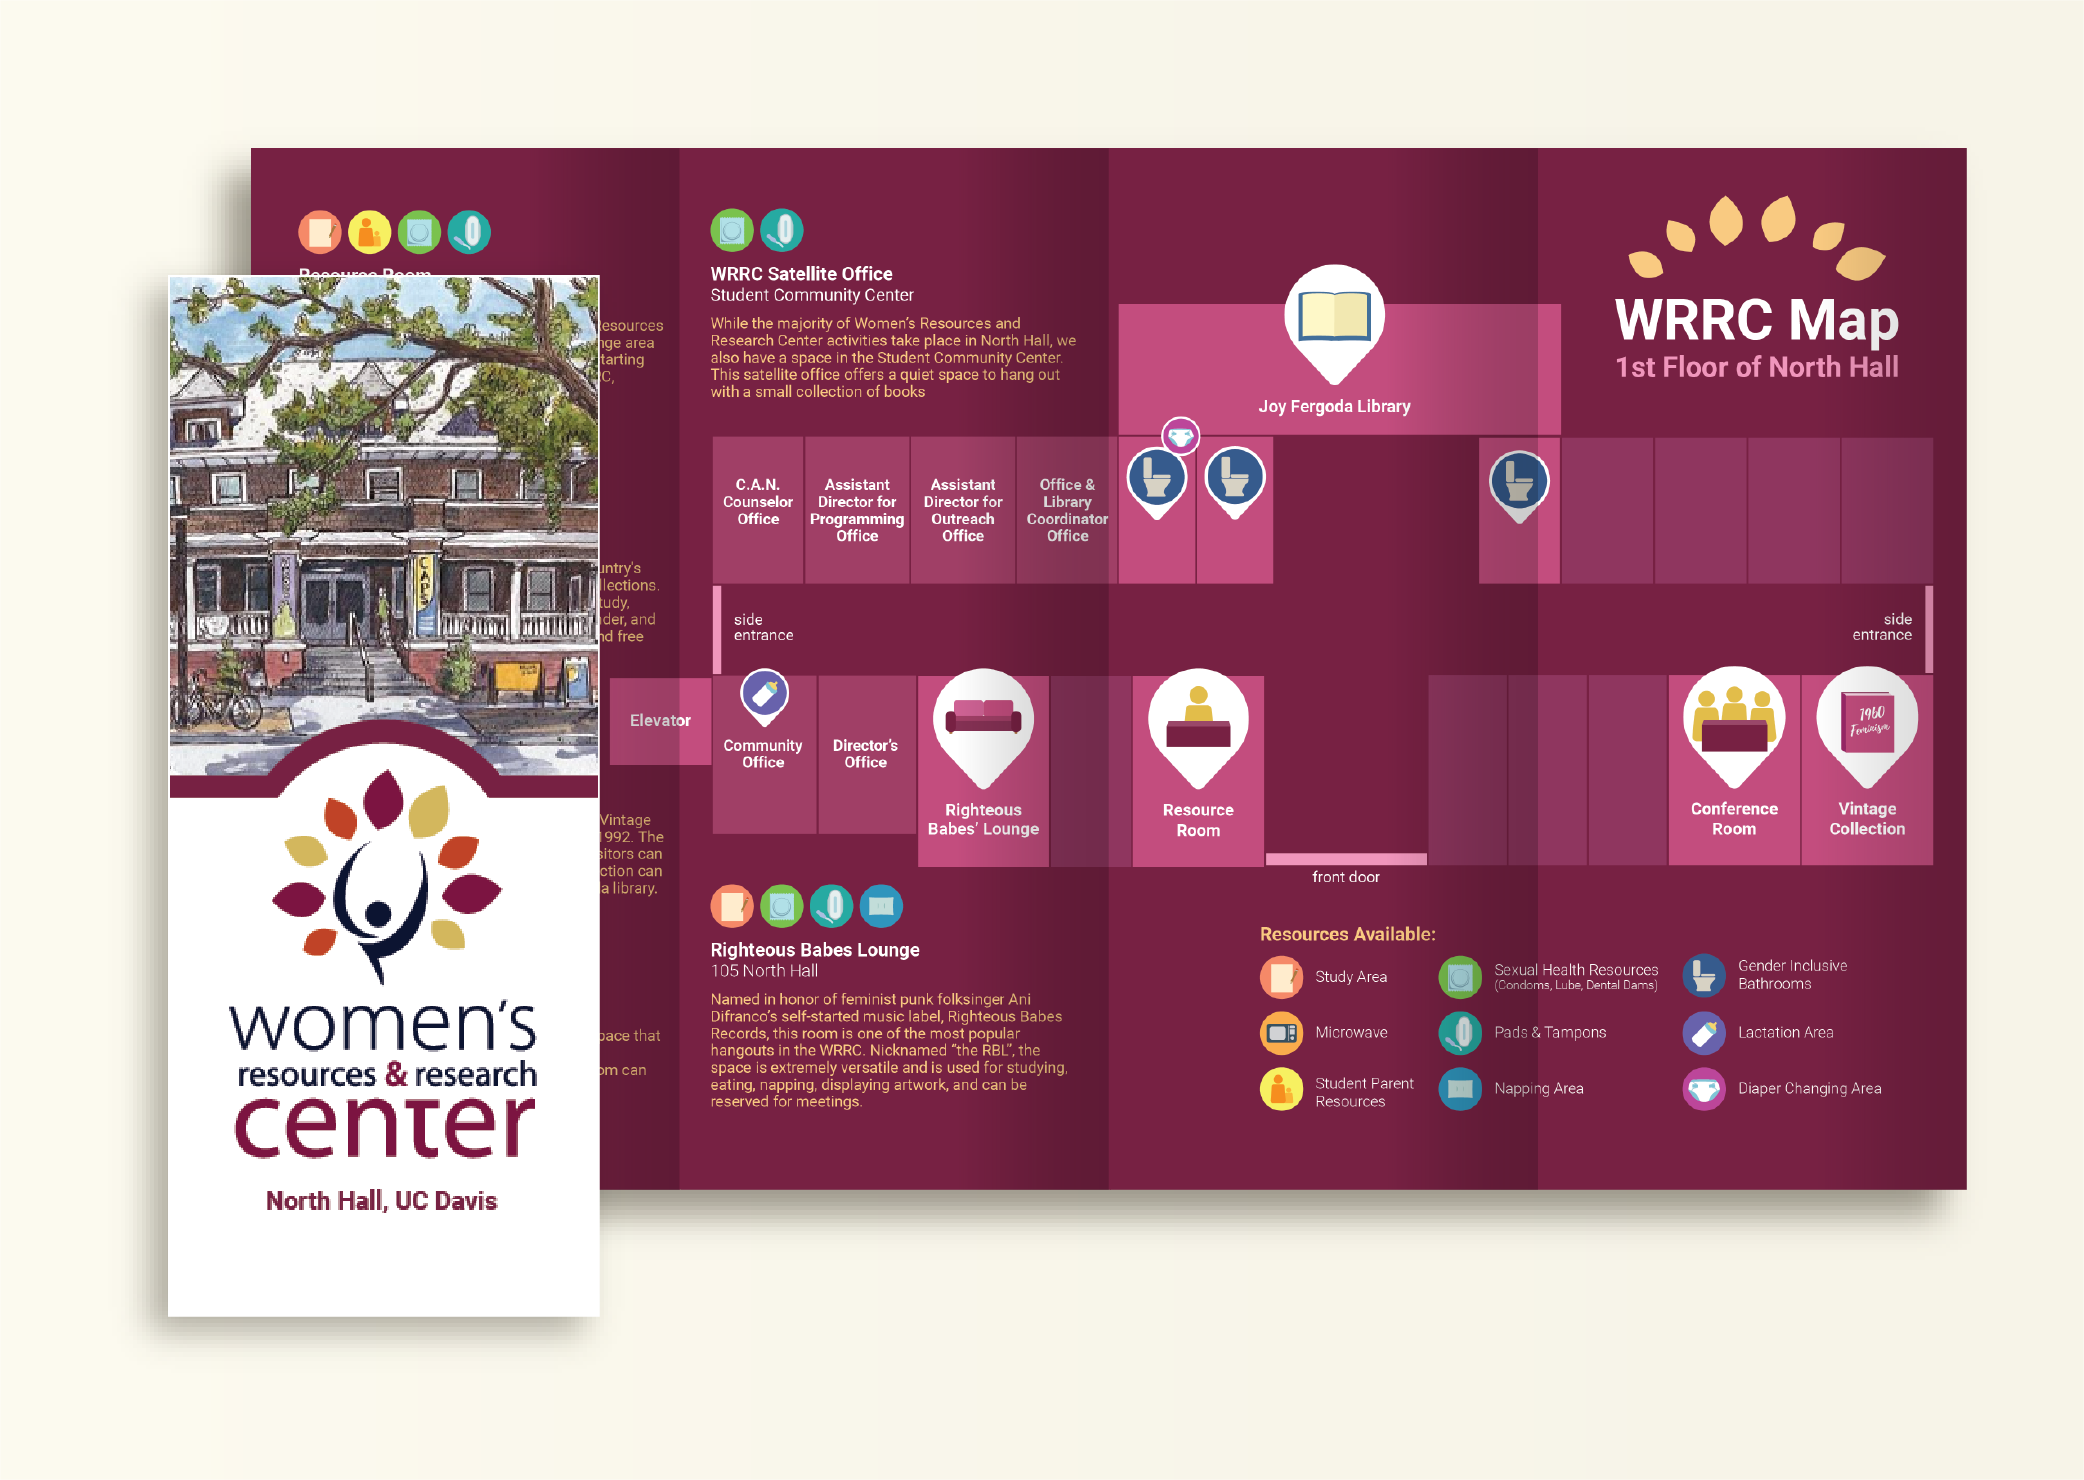 Resource Room
esources
nge area
tarting
C,
untry's
llections.
tudy,
der, and
nd free
Vintage
1992. The
sitors can
ction can
a library.
pace that
om can
CAPS
women's
resources & research
center
North Hall, UC Davis
WRRC Satellite Office
Student Community Center
While the majority of Women's Resources and
Research Center activities take place in North Hall, we
also have a space in the Student Community Center.
This satellite office offers a quiet space to hang out
with a small collection of books
WRRC Map
1st Floor of North Hall
Joy Fergoda Library
C.A.N.
Counselor
Office
Assistant
Director for
Programming
Office
Assistant
Director for
Outreach
Office
Office &
Library
Coordinator
Office
side
entrance
side
entrance
Elevator
Community
Office
Director's
Office
Righteous
Babes' Lounge
Resource
Room
Conference
Room
1960
Feminism
Vintage
Collection
front door
Righteous Babes Lounge
105 North Hall
Named in honor of feminist punk folksinger Ani
Difranco's self-started music label, Righteous Babes
Records, this room is one of the most popular
hangouts in the WRRC. Nicknamed “the RBL”, the
space is extremely versatile and is used for studying,
eating, napping, displaying artwork, and can be
reserved for meetings.
Resources Available:
Study Area
Microwave
Student Parent
Resources
Sexual Health Resources
(Condoms, Lube, Dental Dams)
Pads & Tampons
Napping Area
Gender Inclusive
Bathrooms
Lactation Area
Diaper Changing Area